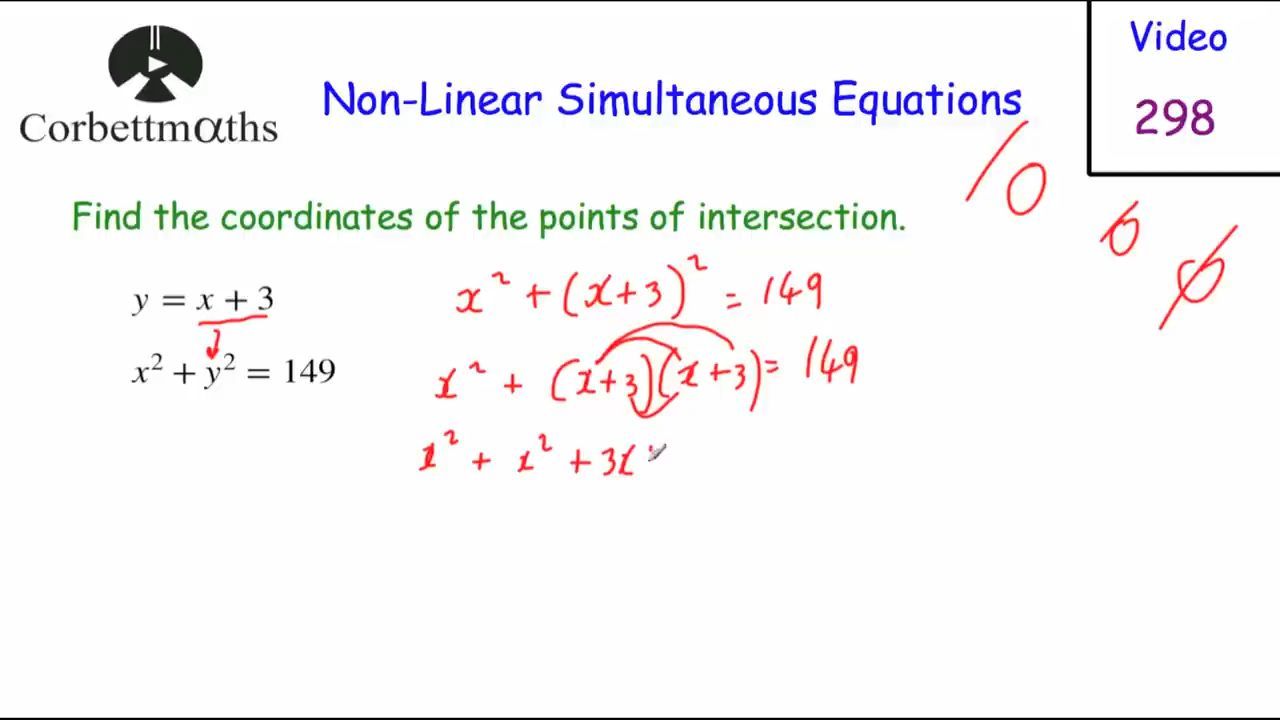 Corbettmαths
Non-Linear Simultaneous Equations
Video
298
Find the coordinates of the points of intersection.
y = x + 3
x² + y² = 149
x² + (x+3)² = 149
x² + (x+3)(x+3) = 149
x² + x² + 3x
10
6